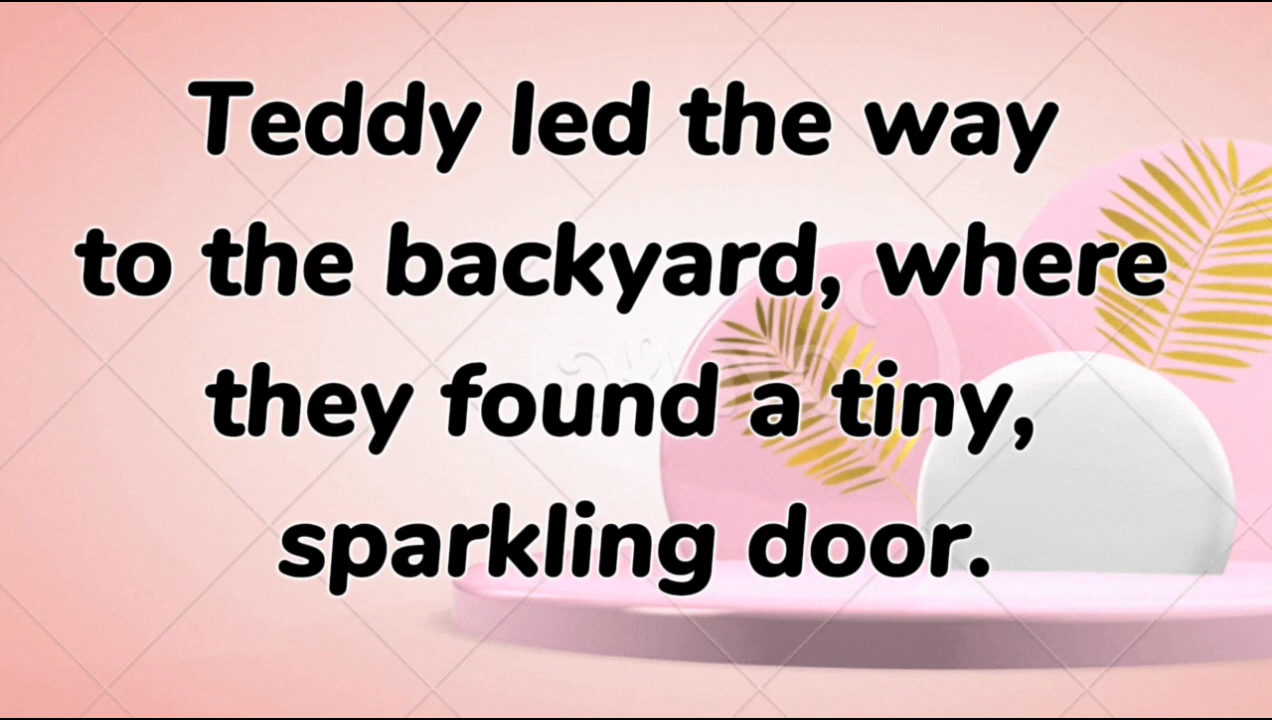 Teddy led the way
to the backyard, where
they found a tiny,
sparkling door.